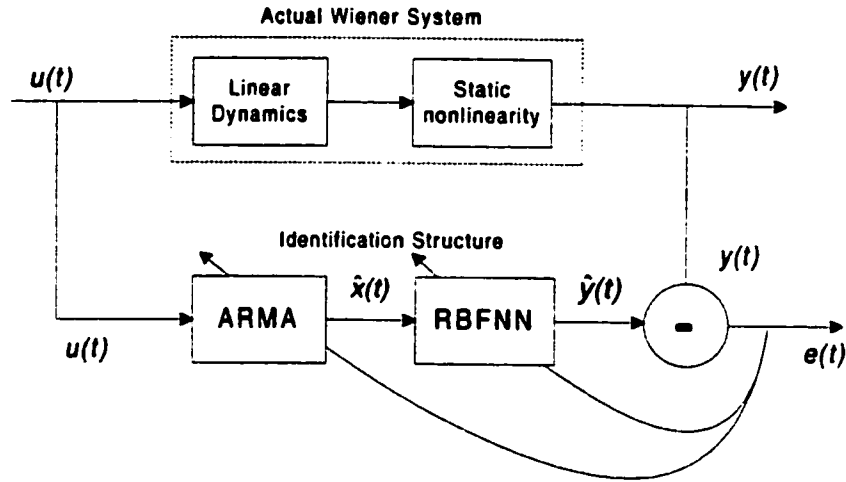 Actual Wiener System
u(t)
Linear
Dynamics
Static
nonlinearity
y(t)
Identification Structure
y(t)
u(t)
ARMA
x̂(t)
RBFNN
ŷ(t)
-
e(t)